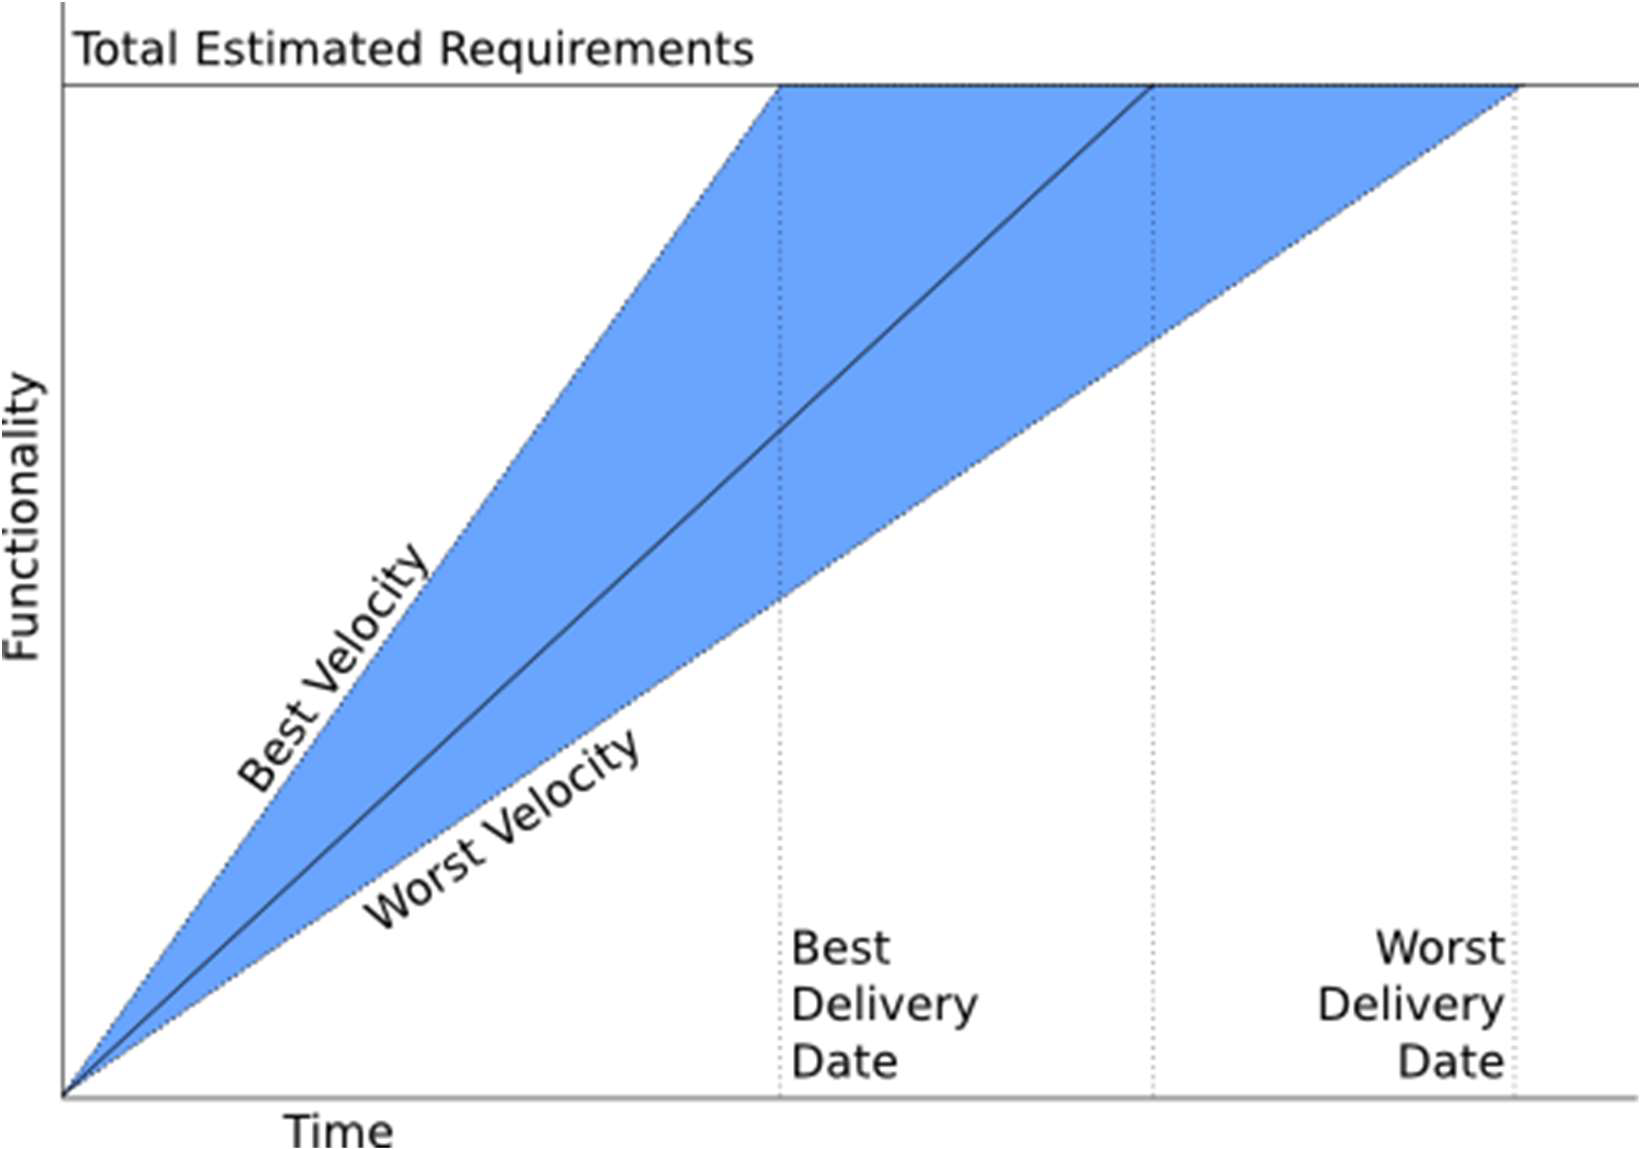 Total Estimated Requirements
Functionality
Best Velocity
Worst Velocity
Best
Delivery
Date
Worst
Delivery
Date
Time